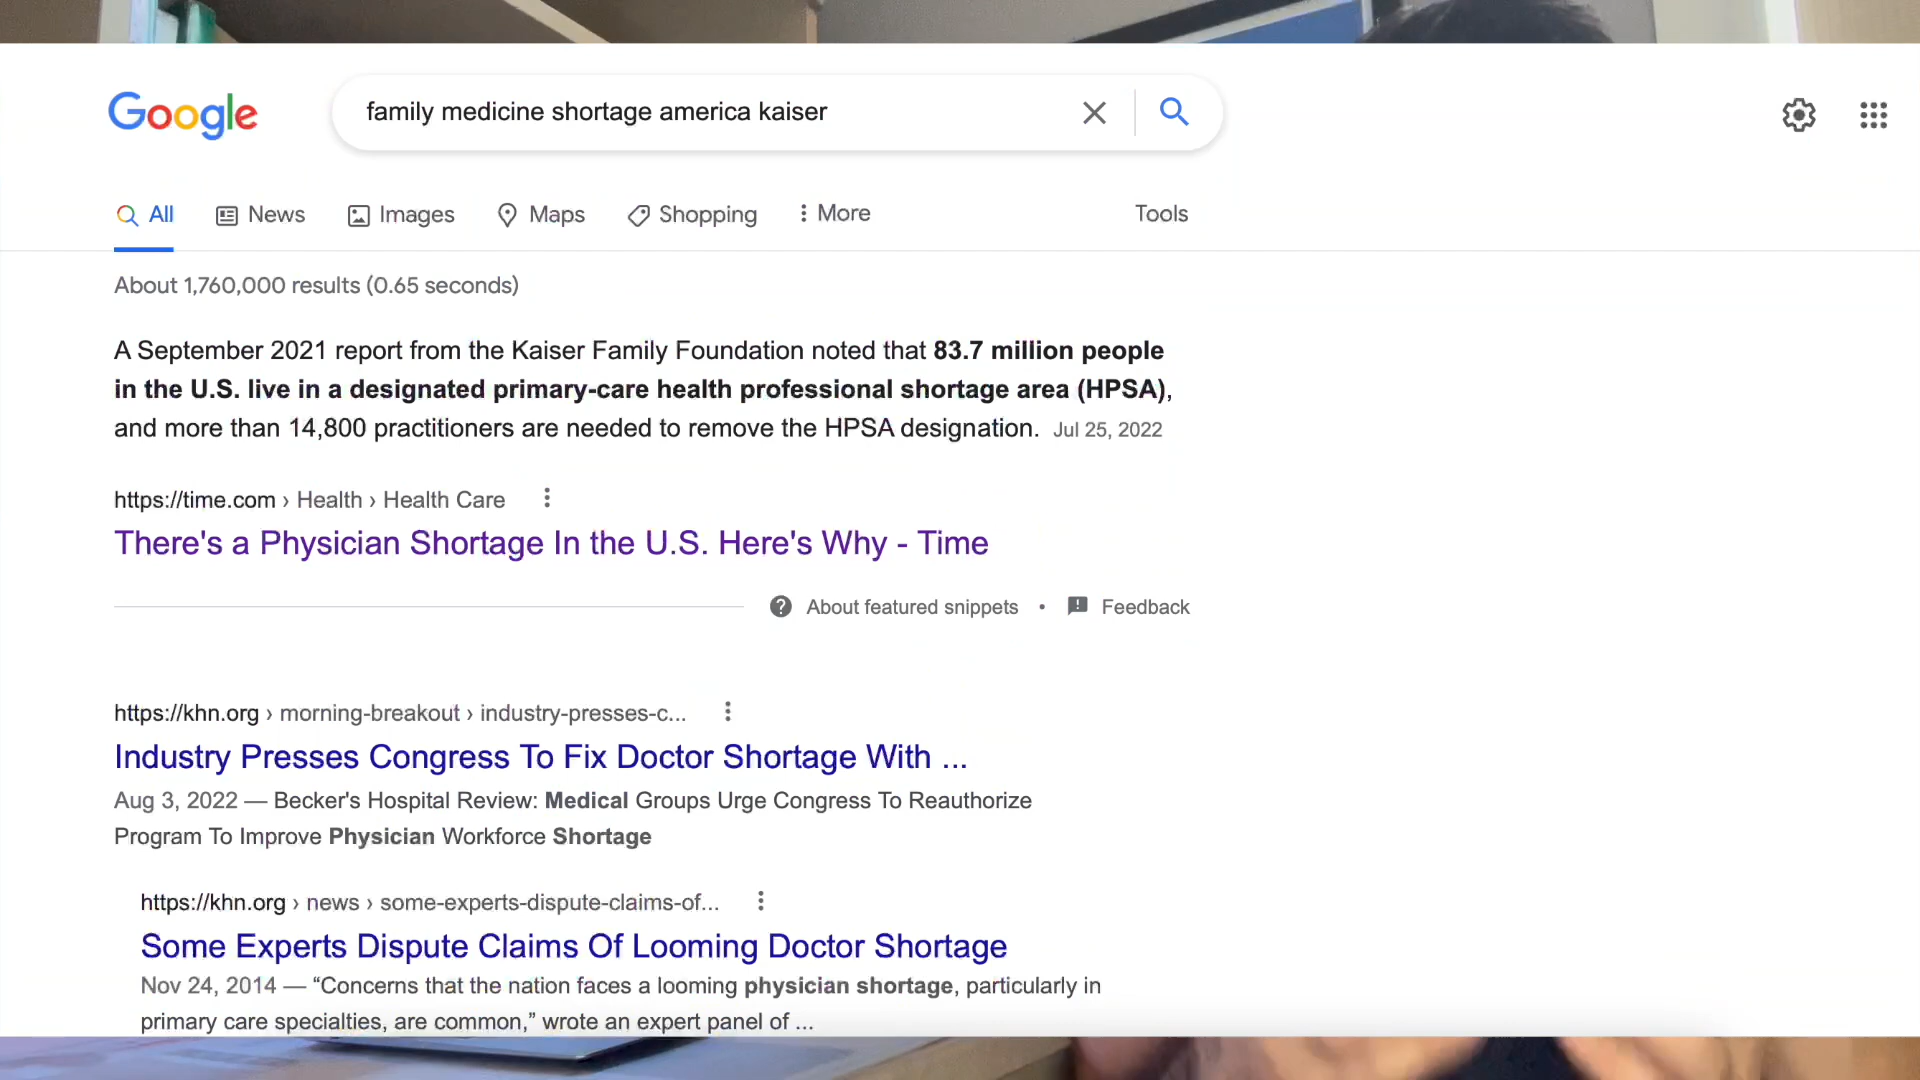 Google
family medicine shortage america kaiser
All News Images Maps Shopping More Tools
About 1,760,000 results (0.65 seconds)
A September 2021 report from the Kaiser Family Foundation noted that 83.7 million people
in the U.S. live in a designated primary-care health professional shortage area (HPSA),
and more than 14,800 practitioners are needed to remove the HPSA designation. Jul 25, 2022
https://time.com › Health › Health Care
There's a Physician Shortage In the U.S. Here's Why - Time
About featured snippets • Feedback
https://khn.org › morning-breakout › industry-presses-c...
Industry Presses Congress To Fix Doctor Shortage With ...
Aug 3, 2022 — Becker's Hospital Review: Medical Groups Urge Congress To Reauthorize
Program To Improve Physician Workforce Shortage
https://khn.org › news › some-experts-dispute-claims-of...
Some Experts Dispute Claims Of Looming Doctor Shortage
Nov 24, 2014 — “Concerns that the nation faces a looming physician shortage, particularly in
primary care specialties, are common,” wrote an expert panel of ...